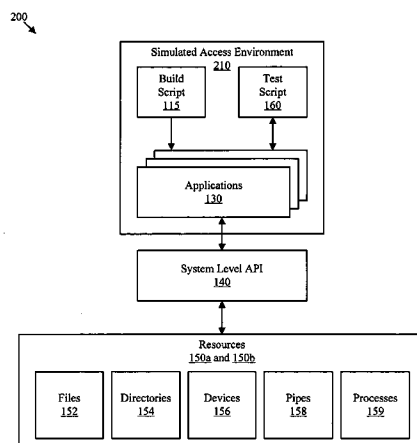 200
Simulated Access Environment
210
Build
Script
115
Test
Script
160
Applications
130
System Level API
140
Resources
150a and 150b
Files
152
Directories
154
Devices
156
Pipes
158
Processes
159